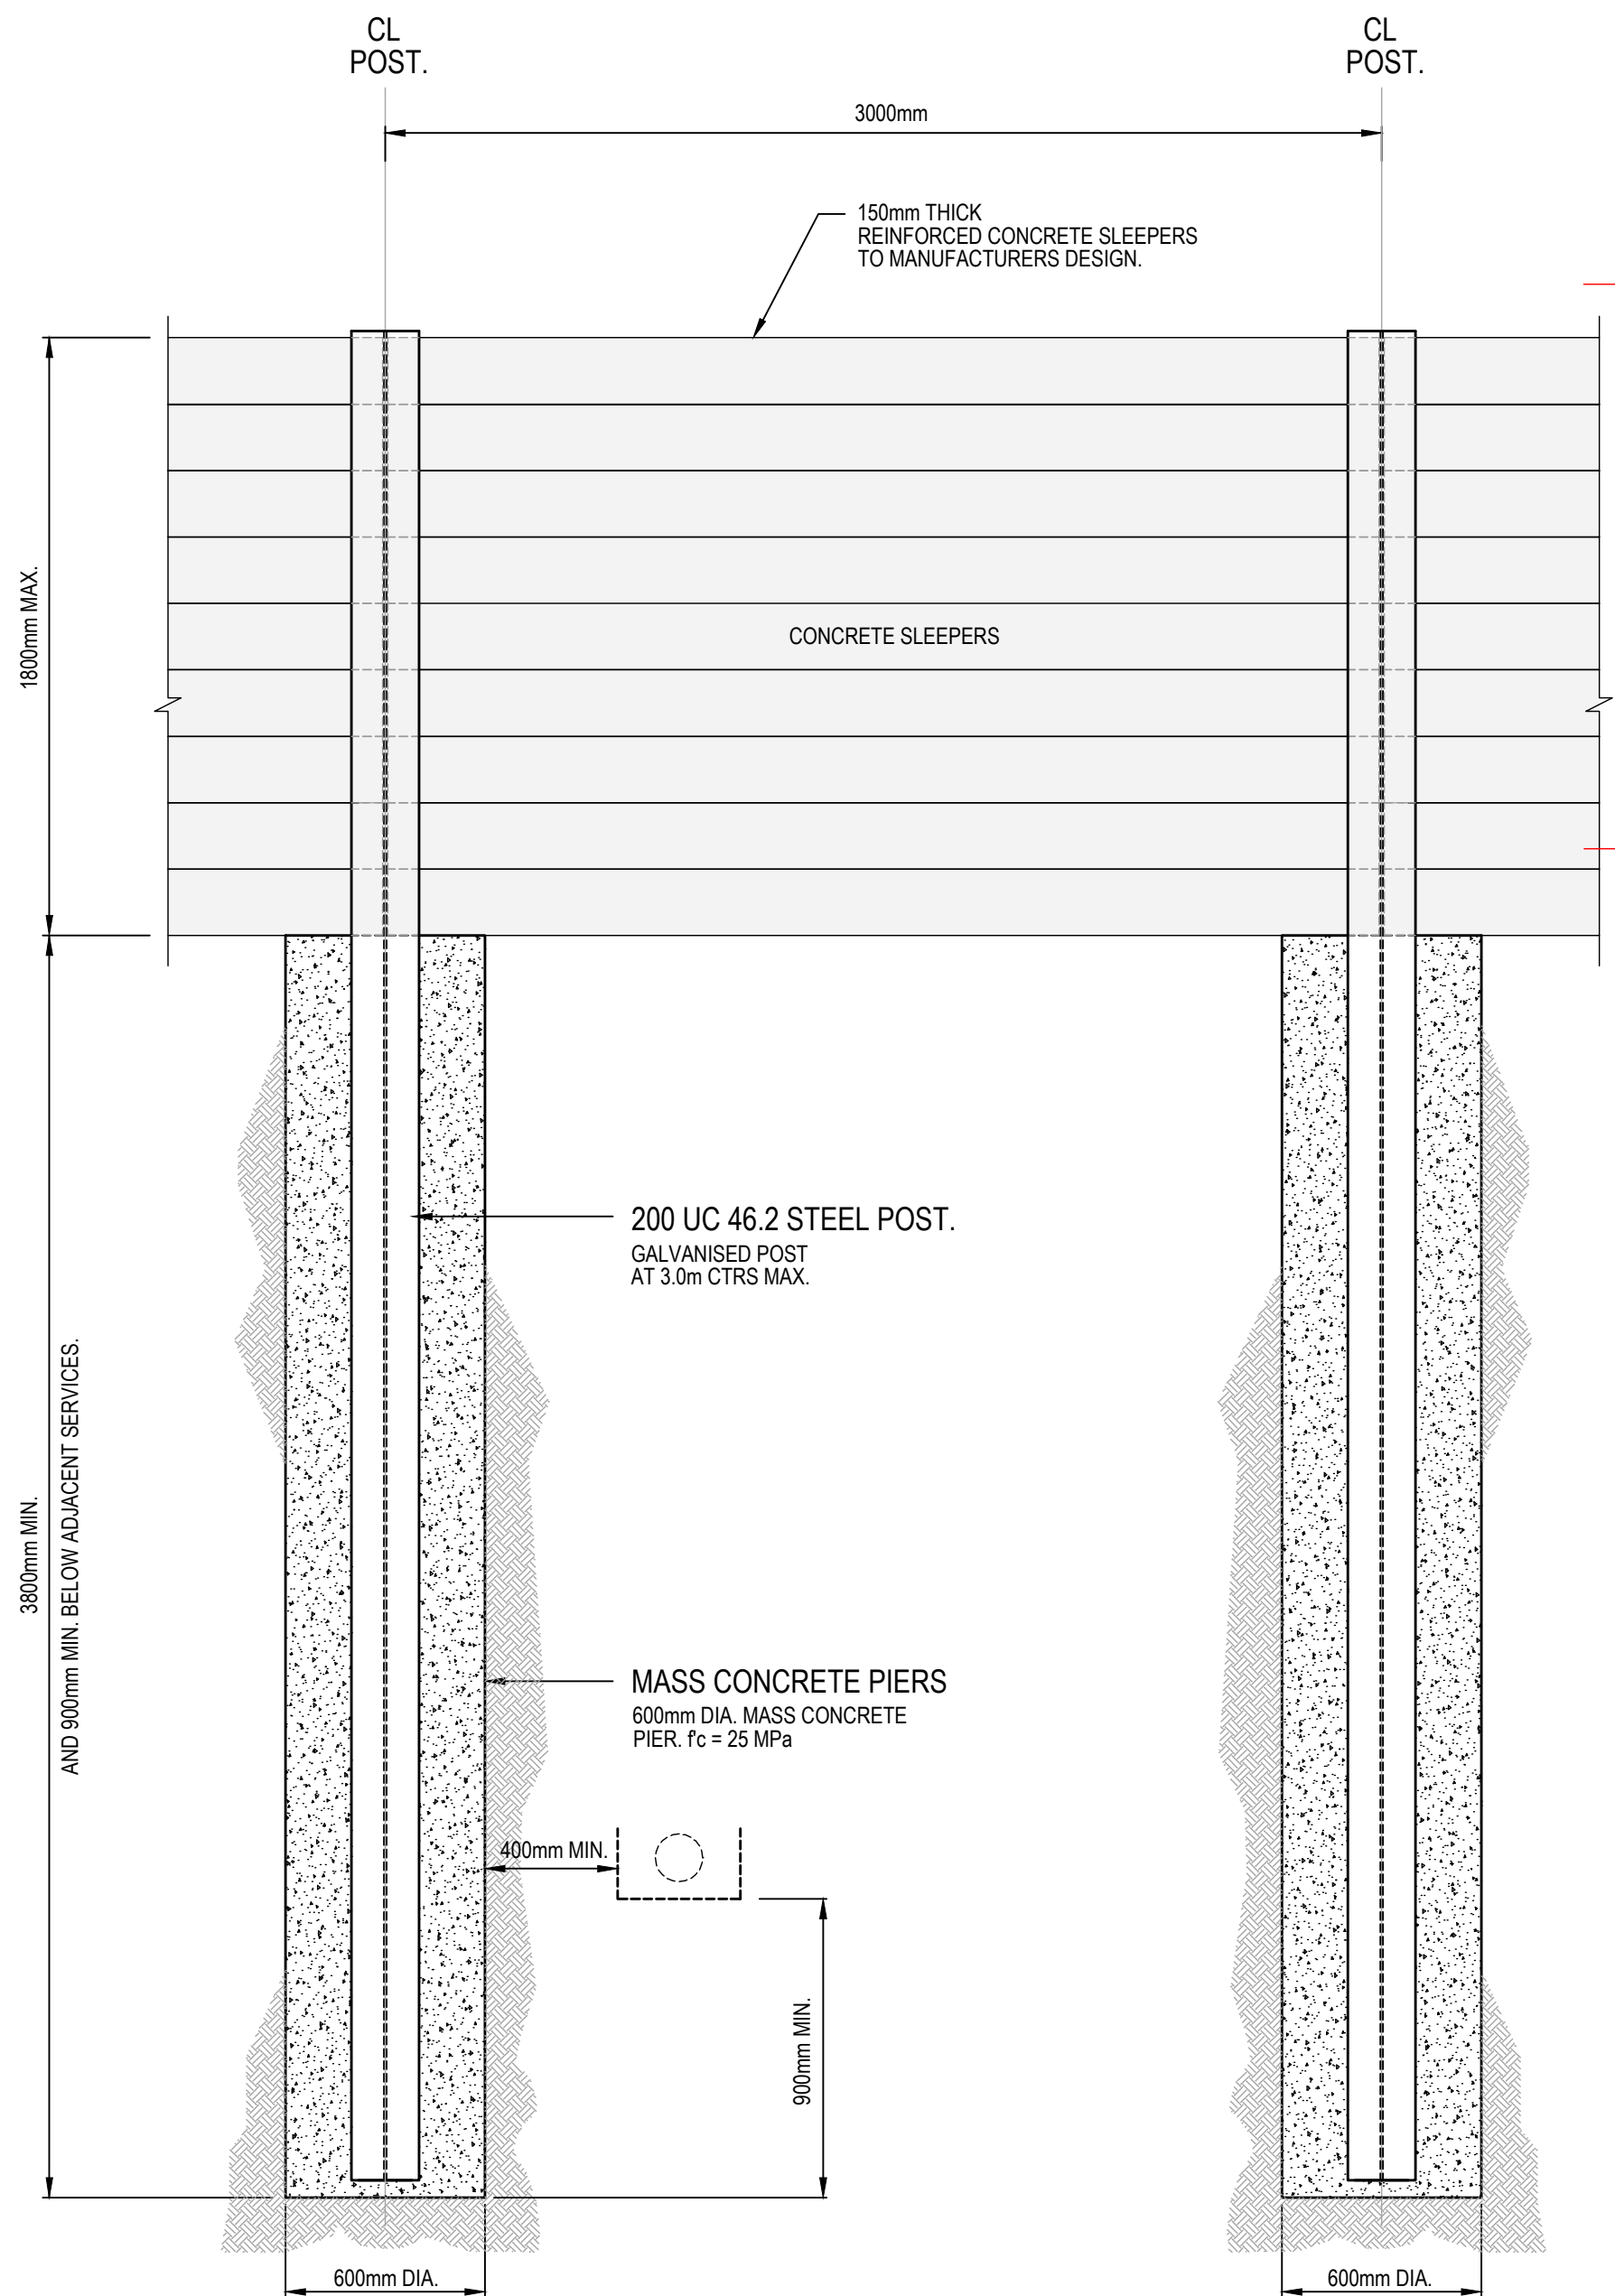 CL
POST.
CL
POST.
3000mm
150mm THICK
REINFORCED CONCRETE SLEEPERS
TO MANUFACTURERS DESIGN.
1800mm MAX.
CONCRETE SLEEPERS
200 UC 46.2 STEEL POST.
GALVANISED POST
AT 3.0m CTRS MAX.
3800mm MIN.
AND 900mm MIN. BELOW ADJACENT SERVICES.
MASS CONCRETE PIERS
600mm DIA. MASS CONCRETE
PIER. f'c = 25 MPa
400mm MIN.
900mm MIN.
600mm DIA.
600mm DIA.